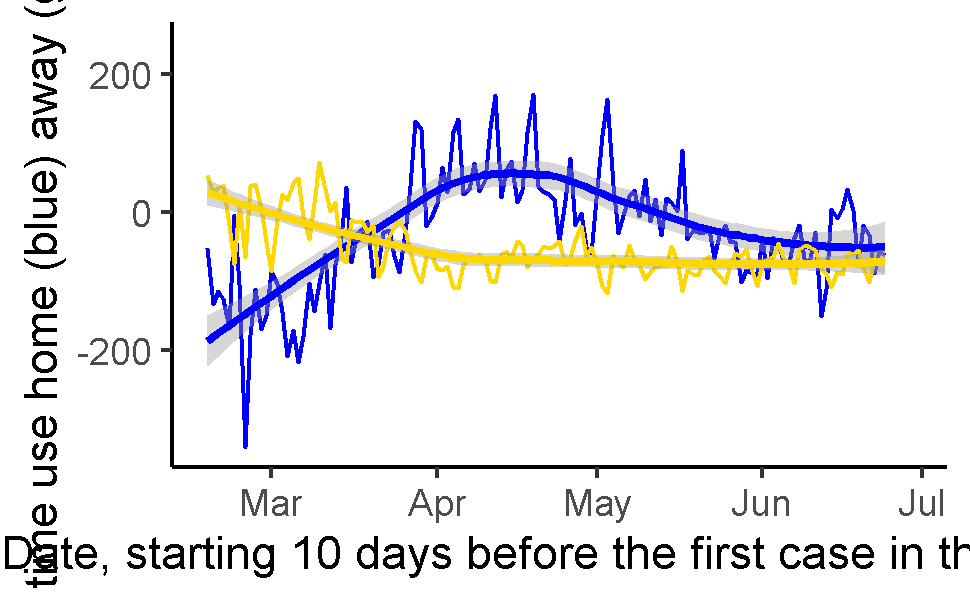 time use home (blue) away (
200
0
-200
Mar Apr May Jun Jul
Date, starting 10 days before the first case in th